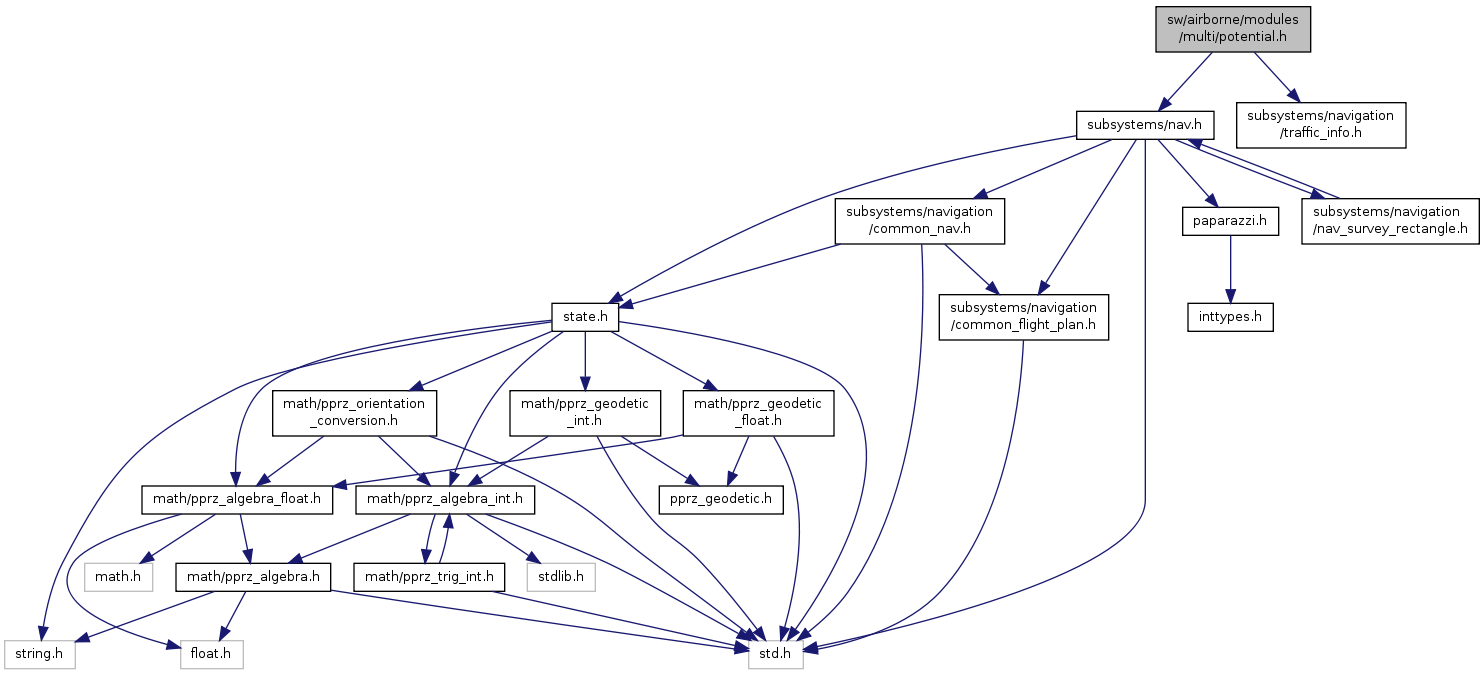 sw/airborne/modules
/multi/potential.h
subsystems/nav.h
subsystems/navigation
/traffic_info.h
subsystems/navigation
/common_nav.h
paparazzi.h
subsystems/navigation
/nav_survey_rectangle.h
state.h
subsystems/navigation
/common_flight_plan.h
inttypes.h
math/pprz_orientation
_conversion.h
math/pprz_geodetic
_int.h
math/pprz_geodetic
_float.h
math/pprz_algebra_float.h
math/pprz_algebra_int.h
pprz_geodetic.h
math.h
math/pprz_algebra.h
math/pprz_trig_int.h
stdlib.h
string.h
float.h
std.h